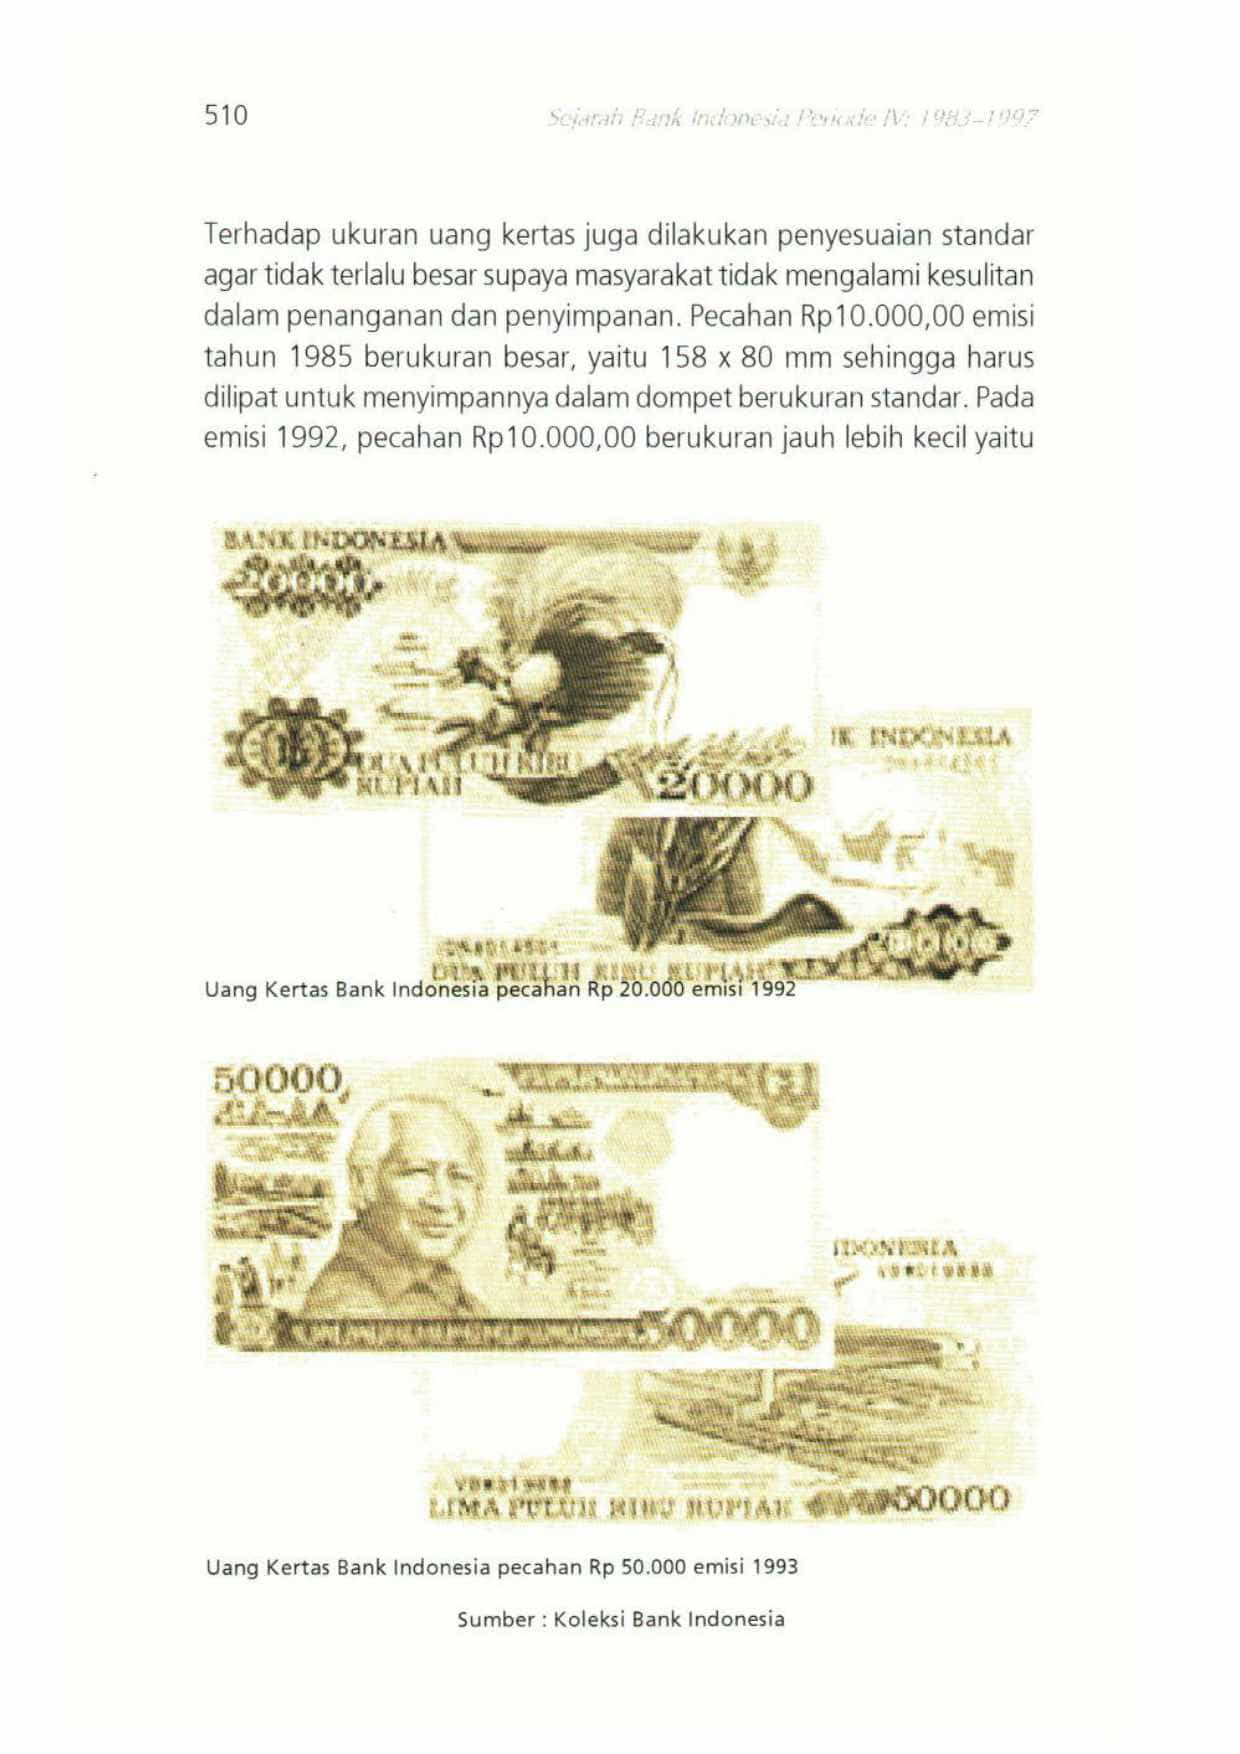 510
Sejarah Bank Indonesia Periode IV: 1983–1997
Terhadap ukuran uang kertas juga dilakukan penyesuaian standar
agar tidak terlalu besar supaya masyarakat tidak mengalami kesulitan
dalam penanganan dan penyimpanan. Pecahan Rp10.000,00 emisi
tahun 1985 berukuran besar, yaitu 158 x 80 mm sehingga harus
dilipat untuk menyimpannya dalam dompet berukuran standar. Pada
emisi 1992, pecahan Rp10.000,00 berukuran jauh lebih kecil yaitu
BANK INDONESIA
20000
DUA PULUH RIBU
RUPIAH
20000
INDONESIA
DUA PULUH RIBU RUPIAH
20000
Uang Kertas Bank Indonesia pecahan Rp 20.000 emisi 1992
50000
50000
DONESIA
LIMA PULUH RIBU RUPIAH
50000
Uang Kertas Bank Indonesia pecahan Rp 50.000 emisi 1993
Sumber : Koleksi Bank Indonesia